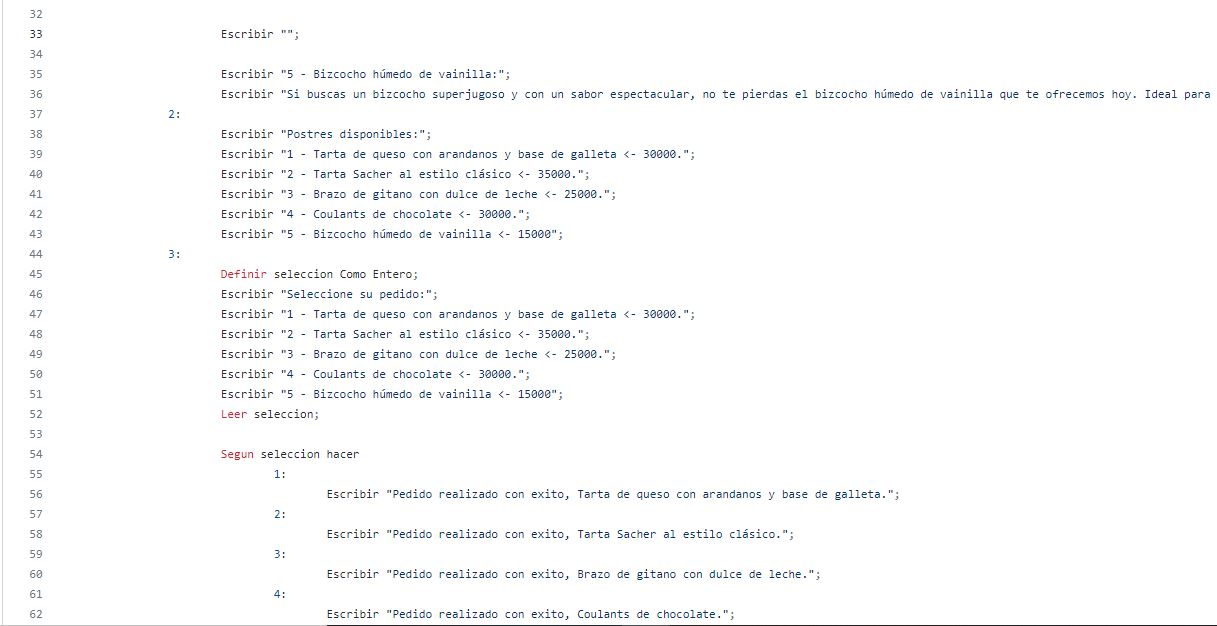 32
33 Escribir "";
34
35 Escribir "5 - Bizcocho húmedo de vainilla:";
36 Escribir "Si buscas un bizcocho superjugoso y con un sabor espectacular, no te pierdas el bizcocho húmedo de vainilla que te ofrecemos hoy. Ideal para
37 2:
38 Escribir "Postres disponibles:";
39 Escribir "1 - Tarta de queso con arandanos y base de galleta <- 30000.";
40 Escribir "2 - Tarta Sacher al estilo clásico <- 35000.";
41 Escribir "3 - Brazo de gitano con dulce de leche <- 25000.";
42 Escribir "4 - Coulants de chocolate <- 30000.";
43 Escribir "5 - Bizcocho húmedo de vainilla <- 15000";
44 3:
45 Definir seleccion Como Entero;
46 Escribir "Seleccione su pedido:";
47 Escribir "1 - Tarta de queso con arandanos y base de galleta <- 30000.";
48 Escribir "2 - Tarta Sacher al estilo clásico <- 35000.";
49 Escribir "3 - Brazo de gitano con dulce de leche <- 25000.";
50 Escribir "4 - Coulants de chocolate <- 30000.";
51 Escribir "5 - Bizcocho húmedo de vainilla <- 15000";
52 Leer seleccion;
53
54 Segun seleccion hacer
55 1:
56 Escribir "Pedido realizado con exito, Tarta de queso con arandanos y base de galleta.";
57 2:
58 Escribir "Pedido realizado con exito, Tarta Sacher al estilo clásico.";
59 3:
60 Escribir "Pedido realizado con exito, Brazo de gitano con dulce de leche.";
61 4:
62 Escribir "Pedido realizado con exito, Coulants de chocolate.";